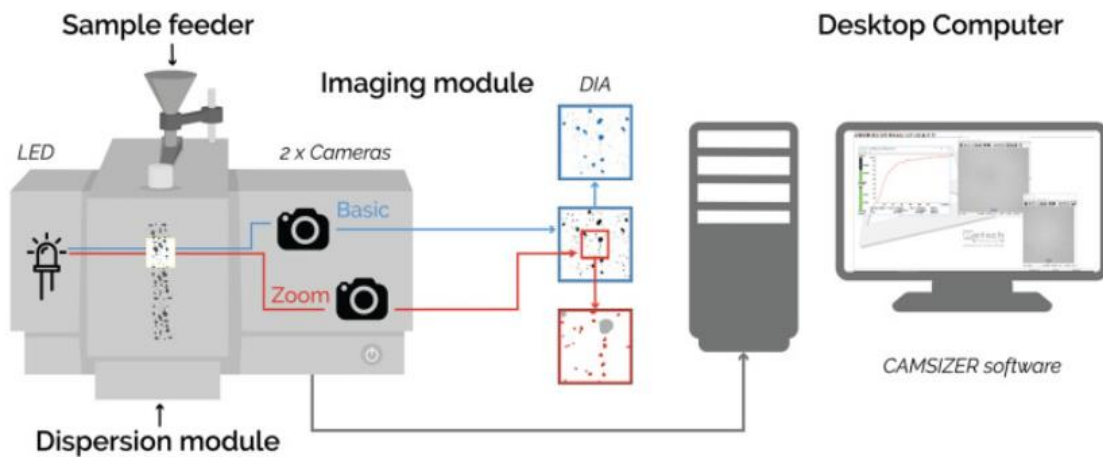 Sample feeder
Desktop Computer
Imaging module
DIA
LED
2 x Cameras
Basic
Zoom
CAMSIZER software
Dispersion module